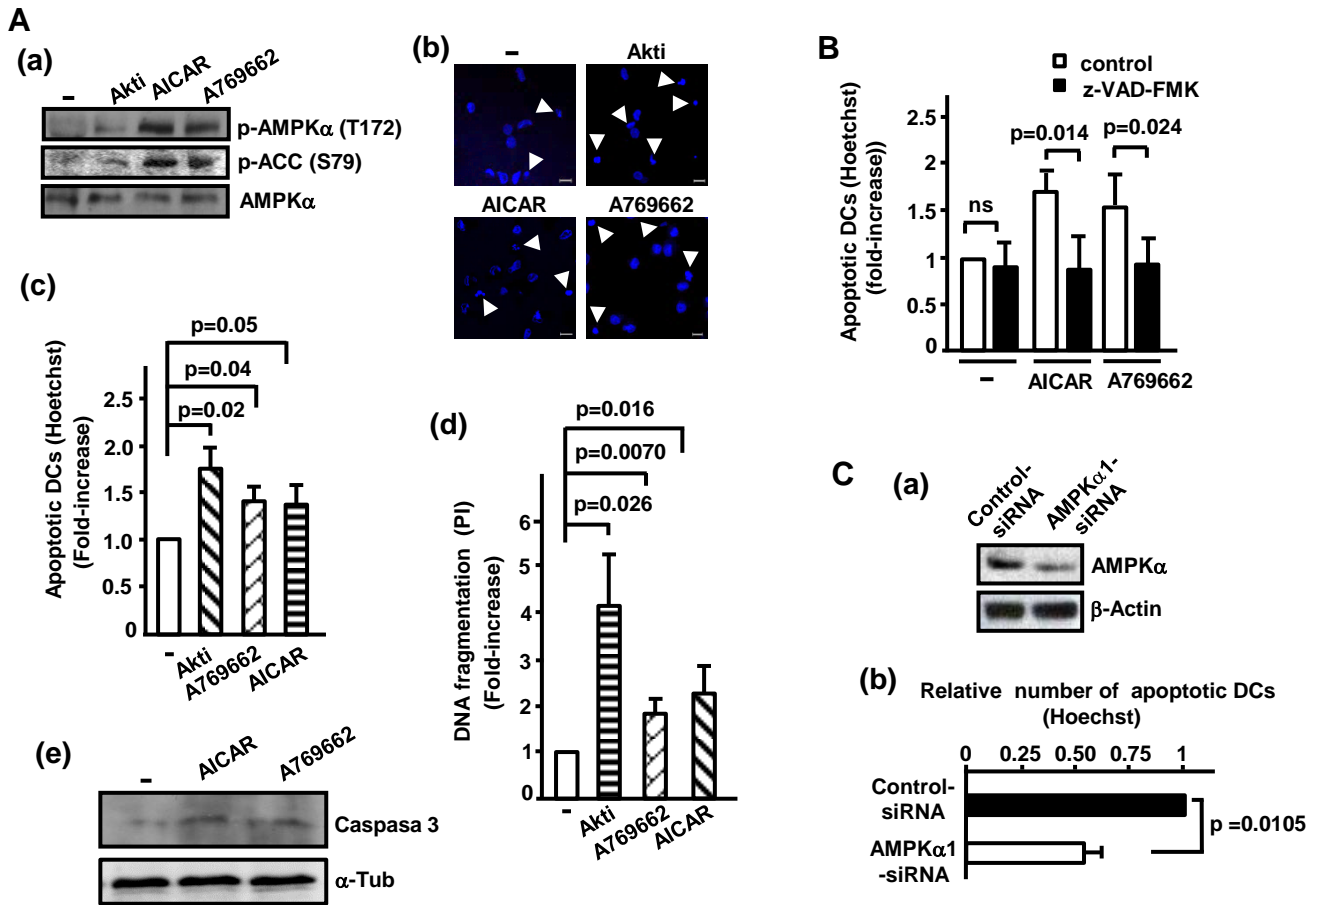 A
(a)
–
Akti
AICAR
A769662
p-AMPKα (T172)
p-ACC (S79)
AMPKα
(b)
–
Akti
AICAR
A769662
(c)
Apoptotic DCs (Hoetchst)
(Fold-increase)
2.5
2.0
1.5
1.0
0.5
0
p=0.05
p=0.04
p=0.02
–
Akti
A769662
AICAR
(d)
DNA fragmentation (PI)
(Fold-increase)
6
5
4
3
2
1
0
p=0.016
p=0.0070
p=0.026
–
Akti
A769662
AICAR
(e)
–
AICAR
A769662
Caspasa 3
α-Tub
B
control
z-VAD-FMK
Apoptotic DCs (Hoetchst))
(fold-increase)
2.5
2
1.5
1
0.5
0
ns
p=0.014
p=0.024
–
AICAR
A769662
C
(a)
Control-
siRNA
AMPKα1-
siRNA
AMPKα
β-Actin
(b)
Relative number of apoptotic DCs
(Hoechst)
0 0.25 0.50 0.75 1
Control-
siRNA
AMPKα1
-siRNA
p =0.0105